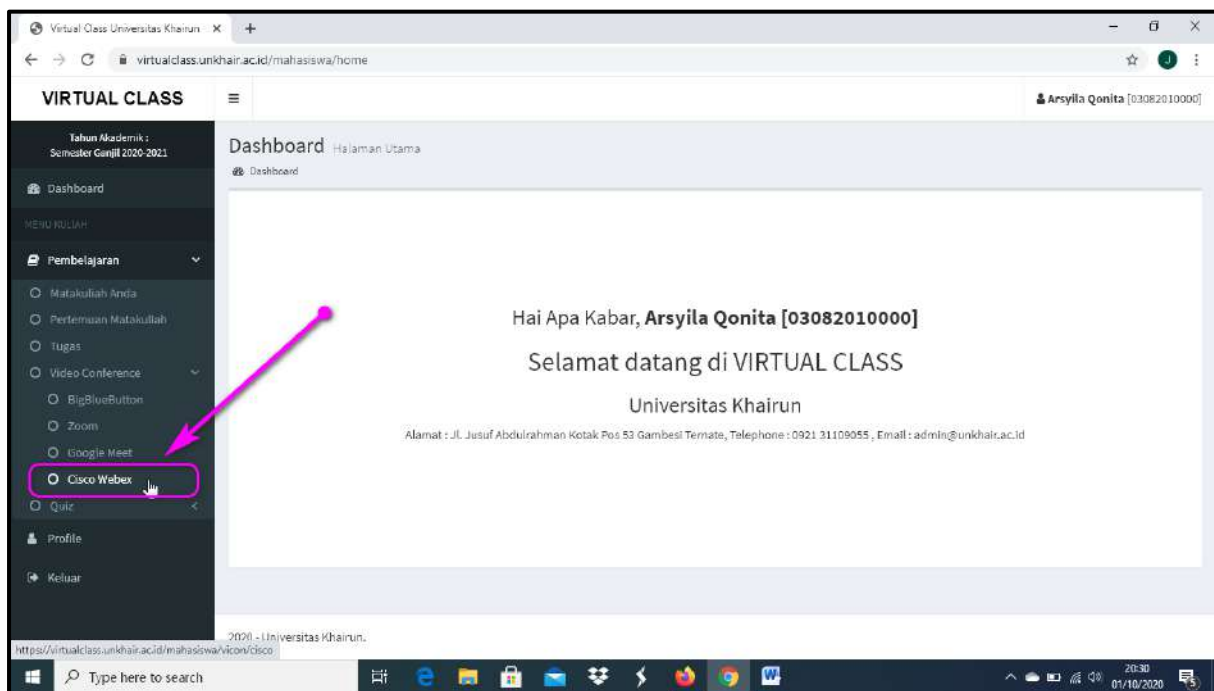 Virtual Class Universitas Khairun
virtualclass.unkhair.ac.id/mahasiswa/home
J
VIRTUAL CLASS
Arsyila Qonita [03082010000]
Tahun Akademik :
Semester Ganjil 2020-2021
Dashboard Halaman Utama
Dashboard
Dashboard
MENU KULIAH
Pembelajaran
Matakuliah Anda
Pertemuan Matakuliah
Tugas
Video Conference
BigBlueButton
Zoom
Google Meet
Cisco Webex
Quiz
Profile
Keluar
Hai Apa Kabar, Arsyila Qonita [03082010000]
Selamat datang di VIRTUAL CLASS
Universitas Khairun
Alamat : Jl. Jusuf Abdulrahman Kotak Pos 53 Gambesi Ternate, Telephone : 0921 31109055 , Email : admin@unkhair.ac.id
2020 - Universitas Khairun.
https://virtualclass.unkhair.ac.id/mahasiswa/vicon/cisco
Type here to search
20:30
01/10/2020